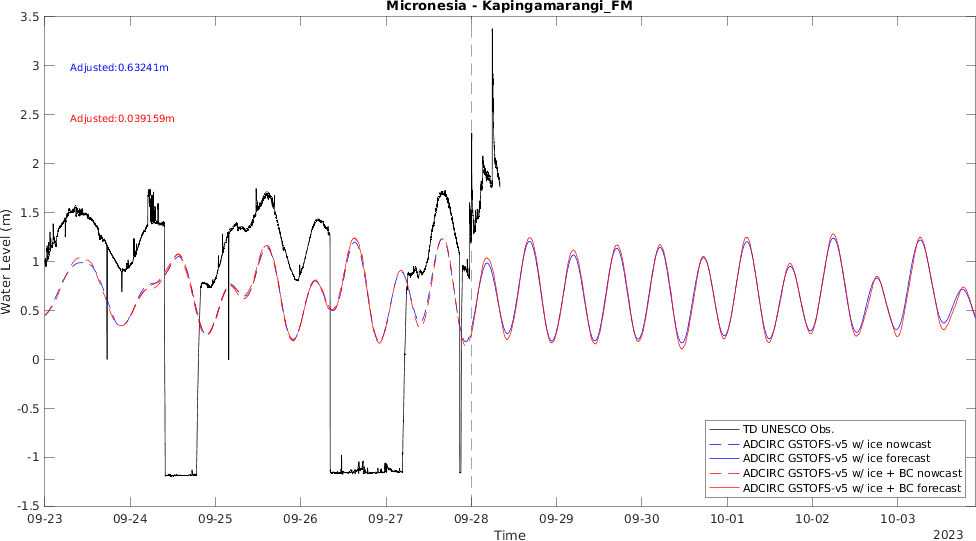 Micronesia - Kapingamarangi_FM
3.5
3
2.5
2
1.5
1
0.5
0
-0.5
-1
-1.5
Water Level (m)
Adjusted:0.63241m
Adjusted:0.039159m
TD UNESCO Obs.
ADCIRC GSTOFS-v5 w/ ice nowcast
ADCIRC GSTOFS-v5 w/ ice forecast
ADCIRC GSTOFS-v5 w/ ice + BC nowcast
ADCIRC GSTOFS-v5 w/ ice + BC forecast
09-23 09-24 09-25 09-26 09-27 09-28 09-29 09-30 10-01 10-02 10-03
Time
2023